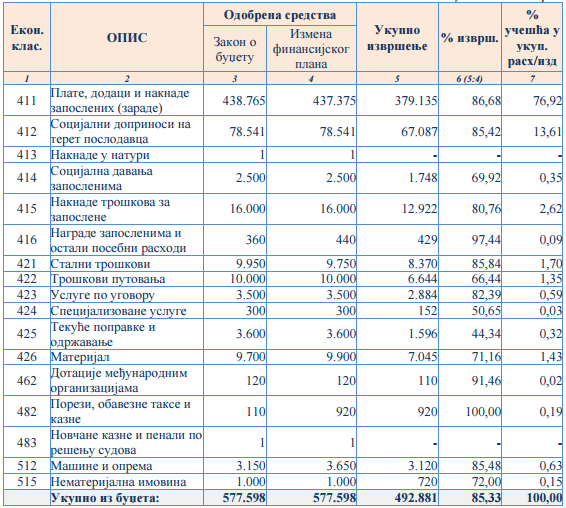 Екон. клас. ОПИС Одобрена средства Укупно извршење % изврш. % учешћа у укуп. расх/изд
Закон о буџету Измена финансијског плана
1 2 3 4 5 6 (5:4) 7
411 Плате, додаци и накнаде запослених (зараде) 438.765 437.375 379.135 86,68 76,92
412 Социјални доприноси на терет послодавца 78.541 78.541 67.087 85,42 13,61
413 Накнаде у натури 1 1 - - -
414 Социјална давања запосленима 2.500 2.500 1.748 69,92 0,35
415 Накнаде трошкова за запослене 16.000 16.000 12.922 80,76 2,62
416 Награде запосленима и остали посебни расходи 360 440 429 97,44 0,09
421 Стални трошкови 9.950 9.750 8.370 85,84 1,70
422 Трошкови путовања 10.000 10.000 6.644 66,44 1,35
423 Услуге по уговору 3.500 3.500 2.884 82,39 0,59
424 Специјализоване услуге 300 300 152 50,65 0,03
425 Текуће поправке и одржавање 3.600 3.600 1.596 44,34 0,32
426 Материјал 9.700 9.900 7.045 71,16 1,43
462 Дотације међународним организацијама 120 120 110 91,46 0,02
482 Порези, обавезне таксе и казне 110 920 920 100,00 0,19
483 Новчане казне и пенали по решењу судова 1 1 - - -
512 Машине и опрема 3.150 3.650 3.120 85,48 0,63
515 Нематеријална имовина 1.000 1.000 720 72,00 0,15
Укупно из буџета: 577.598 577.598 492.881 85,33 100,00